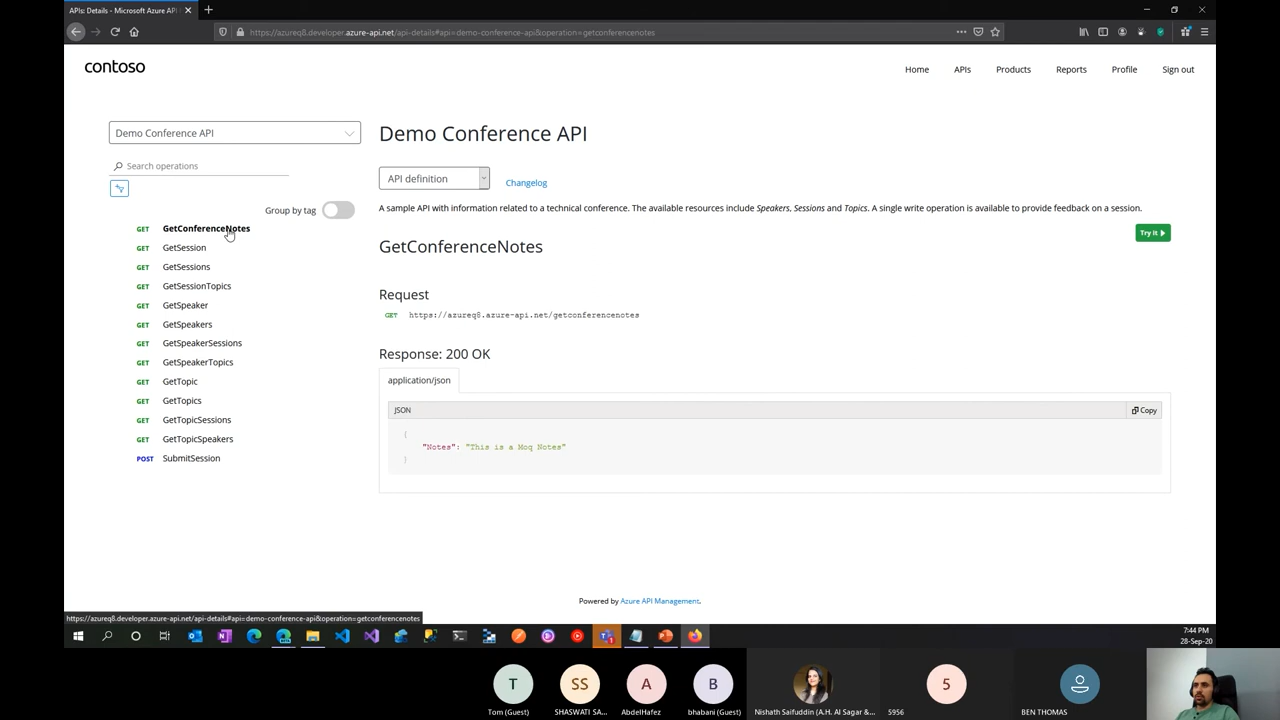 APIs: Details - Microsoft Azure API
https://azureq8.developer.azure-api.net/api-details#api=demo-conference-api&operation=getconferencenotes
contoso
Home
APIs
Products
Reports
Profile
Sign out
Demo Conference API
Search operations
Group by tag
GET GetConferenceNotes
GET GetSession
GET GetSessions
GET GetSessionTopics
GET GetSpeaker
GET GetSpeakers
GET GetSpeakerSessions
GET GetSpeakerTopics
GET GetTopic
GET GetTopics
GET GetTopicSessions
GET GetTopicSpeakers
POST SubmitSession
Demo Conference API
API definition
Changelog
A sample API with information related to a technical conference. The available resources include Speakers, Sessions and Topics. A single write operation is available to provide feedback on a session.
GetConferenceNotes
Try it
Request
GET https://azureq8.azure-api.net/getconferencenotes
Response: 200 OK
application/json
JSON
Copy
{
"Notes": "This is a Moq Notes"
}
Powered by Azure API Management.
https://azureq8.developer.azure-api.net/api-details#api=demo-conference-api&operation=getconferencenotes
7:44 PM
28-Sep-20
T
SS
A
B
5
Tom (Guest)
SHASWATI SA...
AbdelHafez
bhabani (Guest)
Nishath Saifuddin (A.H. Al Sagar &...
5956
BEN THOMAS